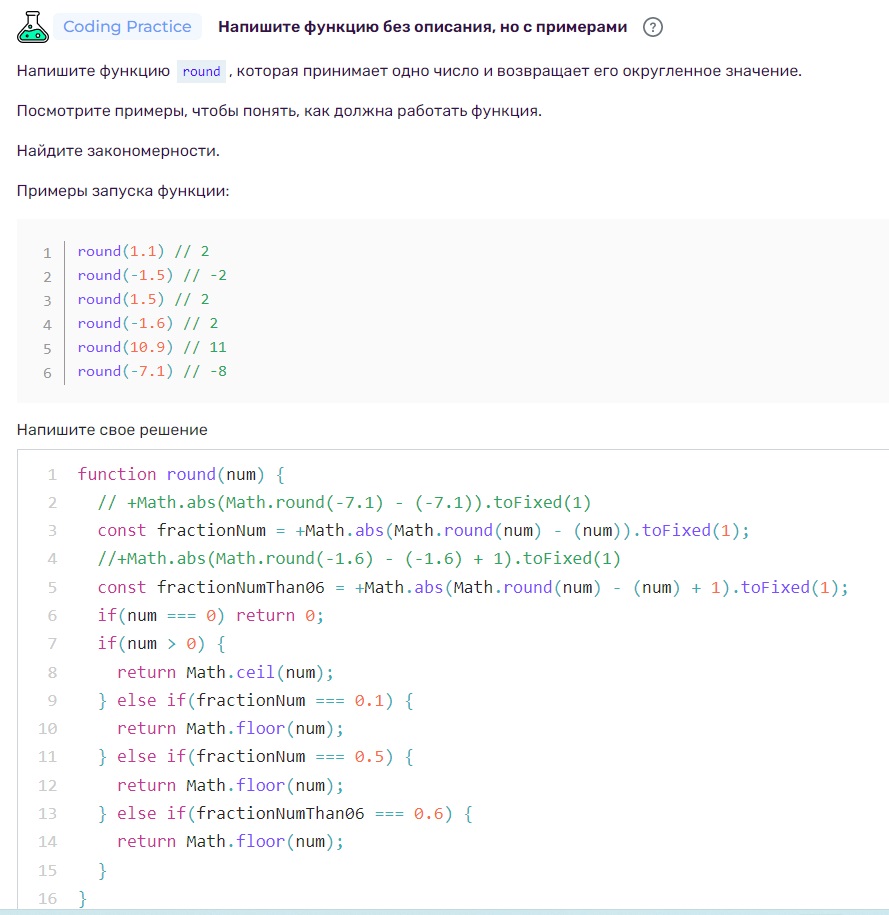 Coding Practice Напишите функцию без описания, но с примерами ?
Напишите функцию round , которая принимает одно число и возвращает его округленное значение.
Посмотрите примеры, чтобы понять, как должна работать функция.
Найдите закономерности.
Примеры запуска функции:
1 round(1.1) // 2
2 round(-1.5) // -2
3 round(1.5) // 2
4 round(-1.6) // 2
5 round(10.9) // 11
6 round(-7.1) // -8
Напишите свое решение
1 function round(num) {
2 // +Math.abs(Math.round(-7.1) - (-7.1)).toFixed(1)
3 const fractionNum = +Math.abs(Math.round(num) - (num)).toFixed(1);
4 //+Math.abs(Math.round(-1.6) - (-1.6) + 1).toFixed(1)
5 const fractionNumThan06 = +Math.abs(Math.round(num) - (num) + 1).toFixed(1);
6 if(num === 0) return 0;
7 if(num > 0) {
8 return Math.ceil(num);
9 } else if(fractionNum === 0.1) {
10 return Math.floor(num);
11 } else if(fractionNum === 0.5) {
12 return Math.floor(num);
13 } else if(fractionNumThan06 === 0.6) {
14 return Math.floor(num);
15 }
16 }